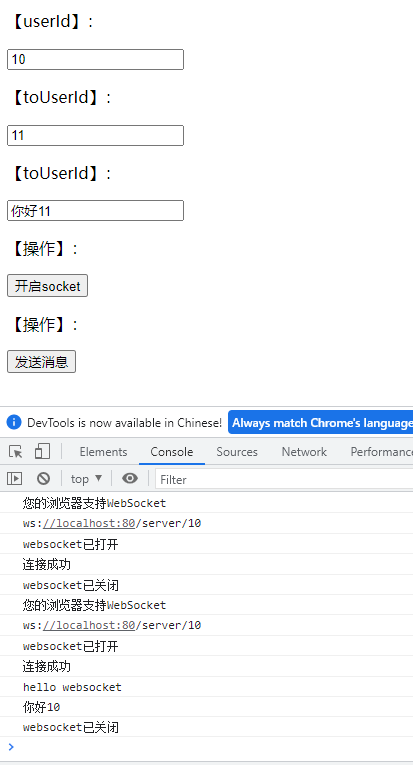 【userId】：
10
【toUserId】：
11
【toUserId】：
你好11
【操作】：
开启socket
【操作】：
发送消息
DevTools is now available in Chinese! Always match Chrome's language
Elements Console Sources Network Performance
top ▼ Filter
您的浏览器支持WebSocket
ws://localhost:80/server/10
websocket已打开
连接成功
websocket已关闭
您的浏览器支持WebSocket
ws://localhost:80/server/10
websocket已打开
连接成功
hello websocket
你好10
websocket已关闭
>